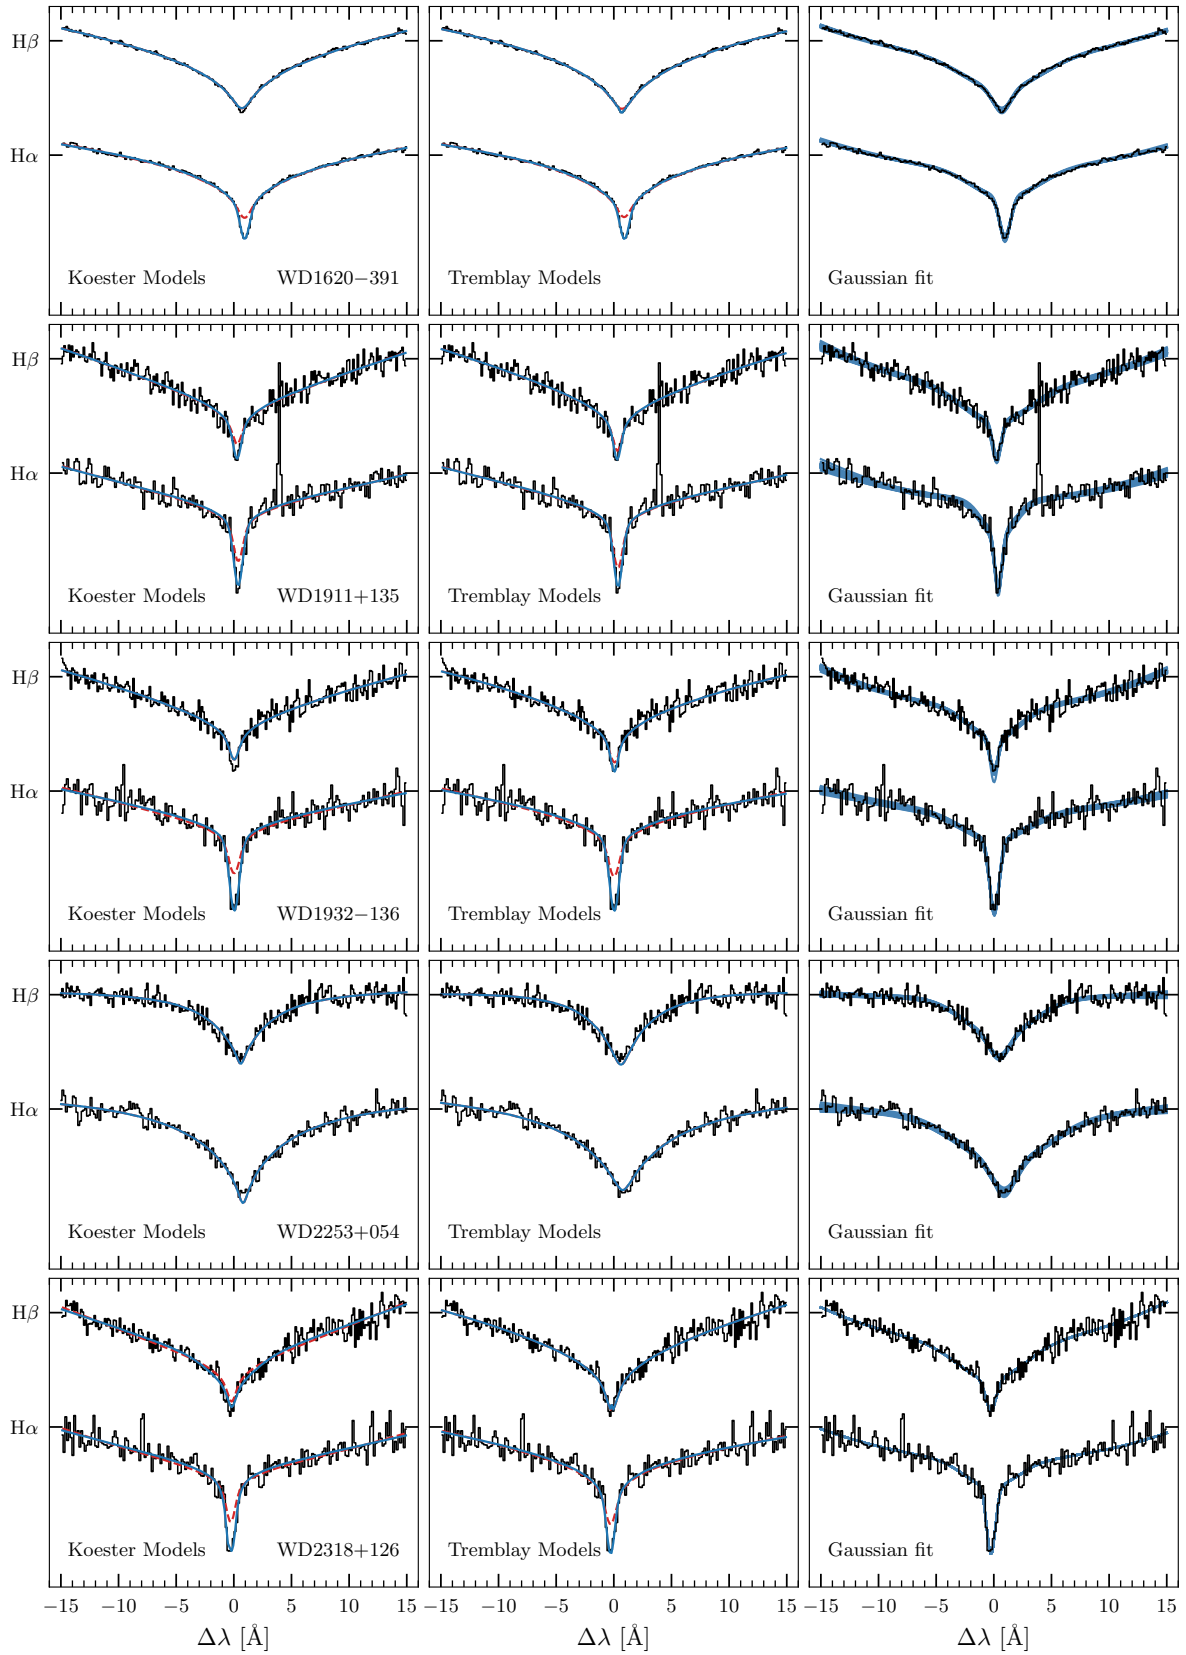 Hβ
Hα
Koester Models WD1620−391 Tremblay Models Gaussian fit
Hβ
Hα
Koester Models WD1911+135 Tremblay Models Gaussian fit
Hβ
Hα
Koester Models WD1932−136 Tremblay Models Gaussian fit
Hβ
Hα
Koester Models WD2253+054 Tremblay Models Gaussian fit
Hβ
Hα
Koester Models WD2318+126 Tremblay Models Gaussian fit
−15 −10 −5 0 5 10 15 −15 −10 −5 0 5 10 15 −15 −10 −5 0 5 10 15
Δλ [Å] Δλ [Å] Δλ [Å]